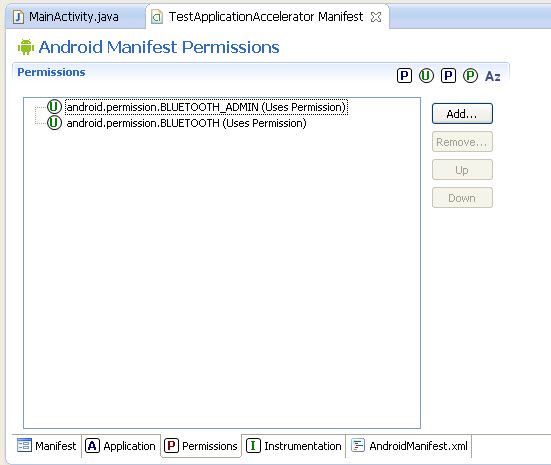 MainActivity.java
TestApplicationAccelerator Manifest
Android Manifest Permissions
Permissions
P U P P Az
U android.permission.BLUETOOTH_ADMIN (Uses Permission)
U android.permission.BLUETOOTH (Uses Permission)
Add...
Remove...
Up
Down
Manifest
A Application
P Permissions
I Instrumentation
AndroidManifest.xml